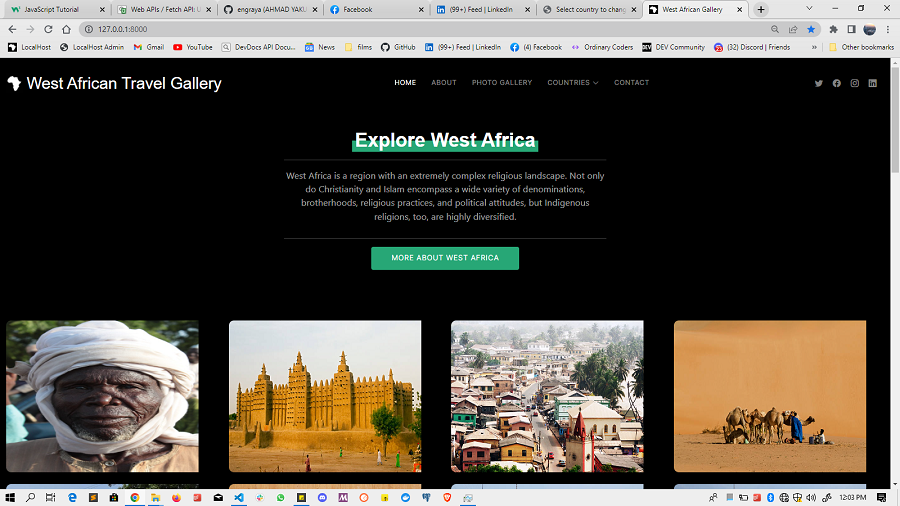 JavaScript Tutorial
Web APIs / Fetch API: U
engraya (AHMAD YAKU
Facebook
(99+) Feed | LinkedIn
(99+) Feed | LinkedIn
Select country to chang
West African Gallery
127.0.0.1:8000
LocalHost
LocalHost Admin
Gmail
YouTube
DevDocs API Docu...
News
films
GitHub
(99+) Feed | LinkedIn
(4) Facebook
Ordinary Coders
DEV Community
(32) Discord | Friends
»
Other bookmarks
West African Travel Gallery
HOME
ABOUT
PHOTO GALLERY
COUNTRIES
CONTACT
Explore West Africa
West Africa is a region with an extremely complex religious landscape. Not only
do Christianity and Islam encompass a wide variety of denominations,
brotherhoods, religious practices, and political attitudes, but Indigenous
religions, too, are highly diversified.
MORE ABOUT WEST AFRICA
12:03 PM